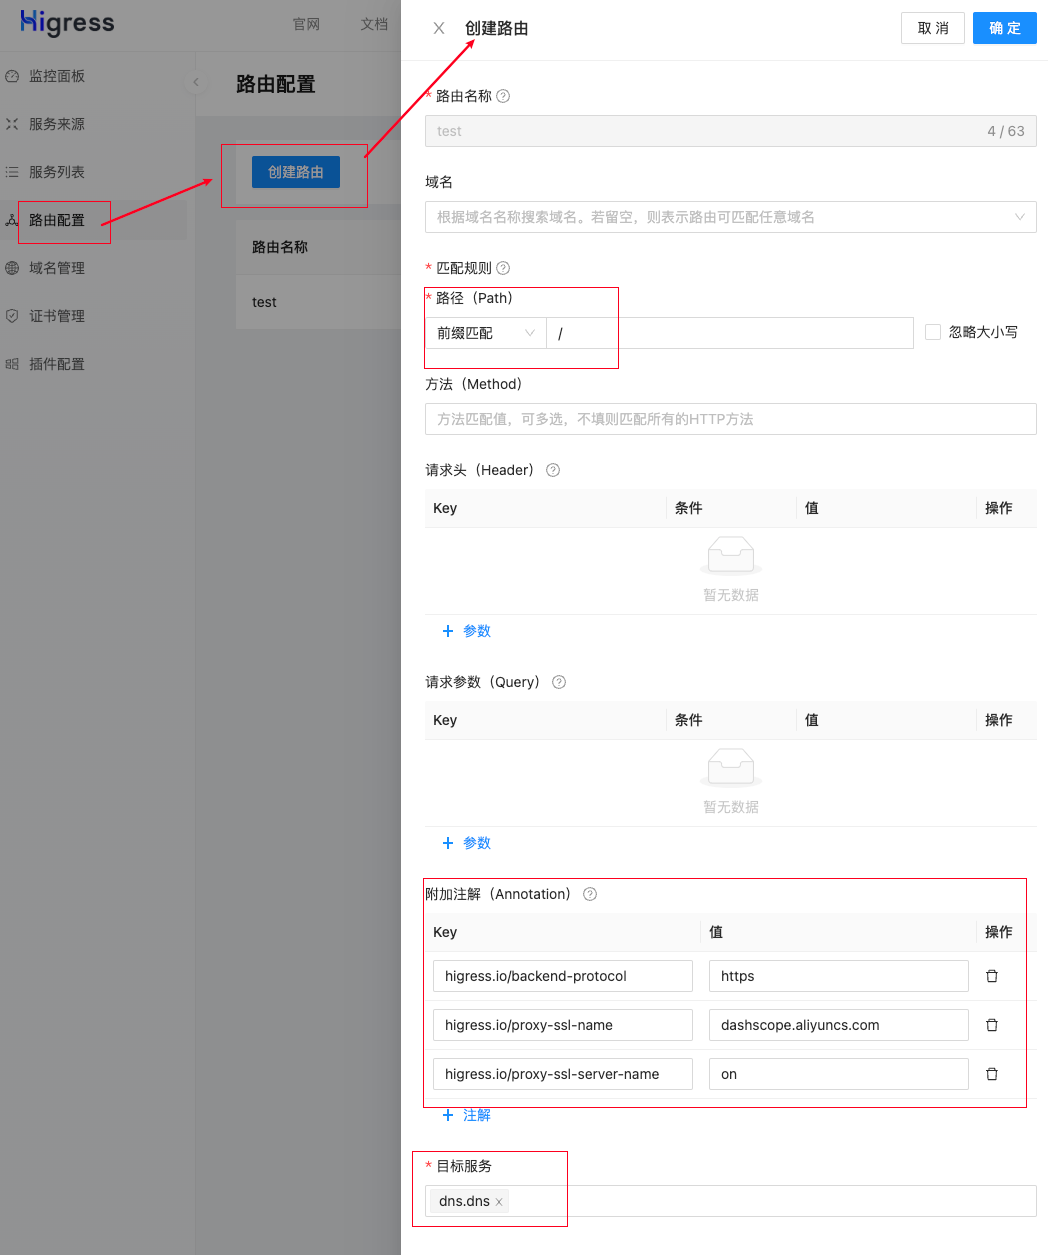 Higress
官网
文档
监控面板
服务来源
服务列表
路由配置
域名管理
证书管理
插件配置
路由配置
创建路由
路由名称
test
创建路由
取 消
确 定
* 路由名称
test
4 / 63
域名
根据域名名称搜索域名。若留空，则表示路由可匹配任意域名
* 匹配规则
* 路径（Path）
前缀匹配
/
忽略大小写
方法（Method）
方法匹配值，可多选，不填则匹配所有的HTTP方法
请求头（Header）
Key 条件 值 操作
暂无数据
+ 参数
请求参数（Query）
Key 条件 值 操作
暂无数据
+ 参数
附加注解（Annotation）
Key 值 操作
higress.io/backend-protocol https
higress.io/proxy-ssl-name dashscope.aliyuncs.com
higress.io/proxy-ssl-server-name on
+ 注解
* 目标服务
dns.dns